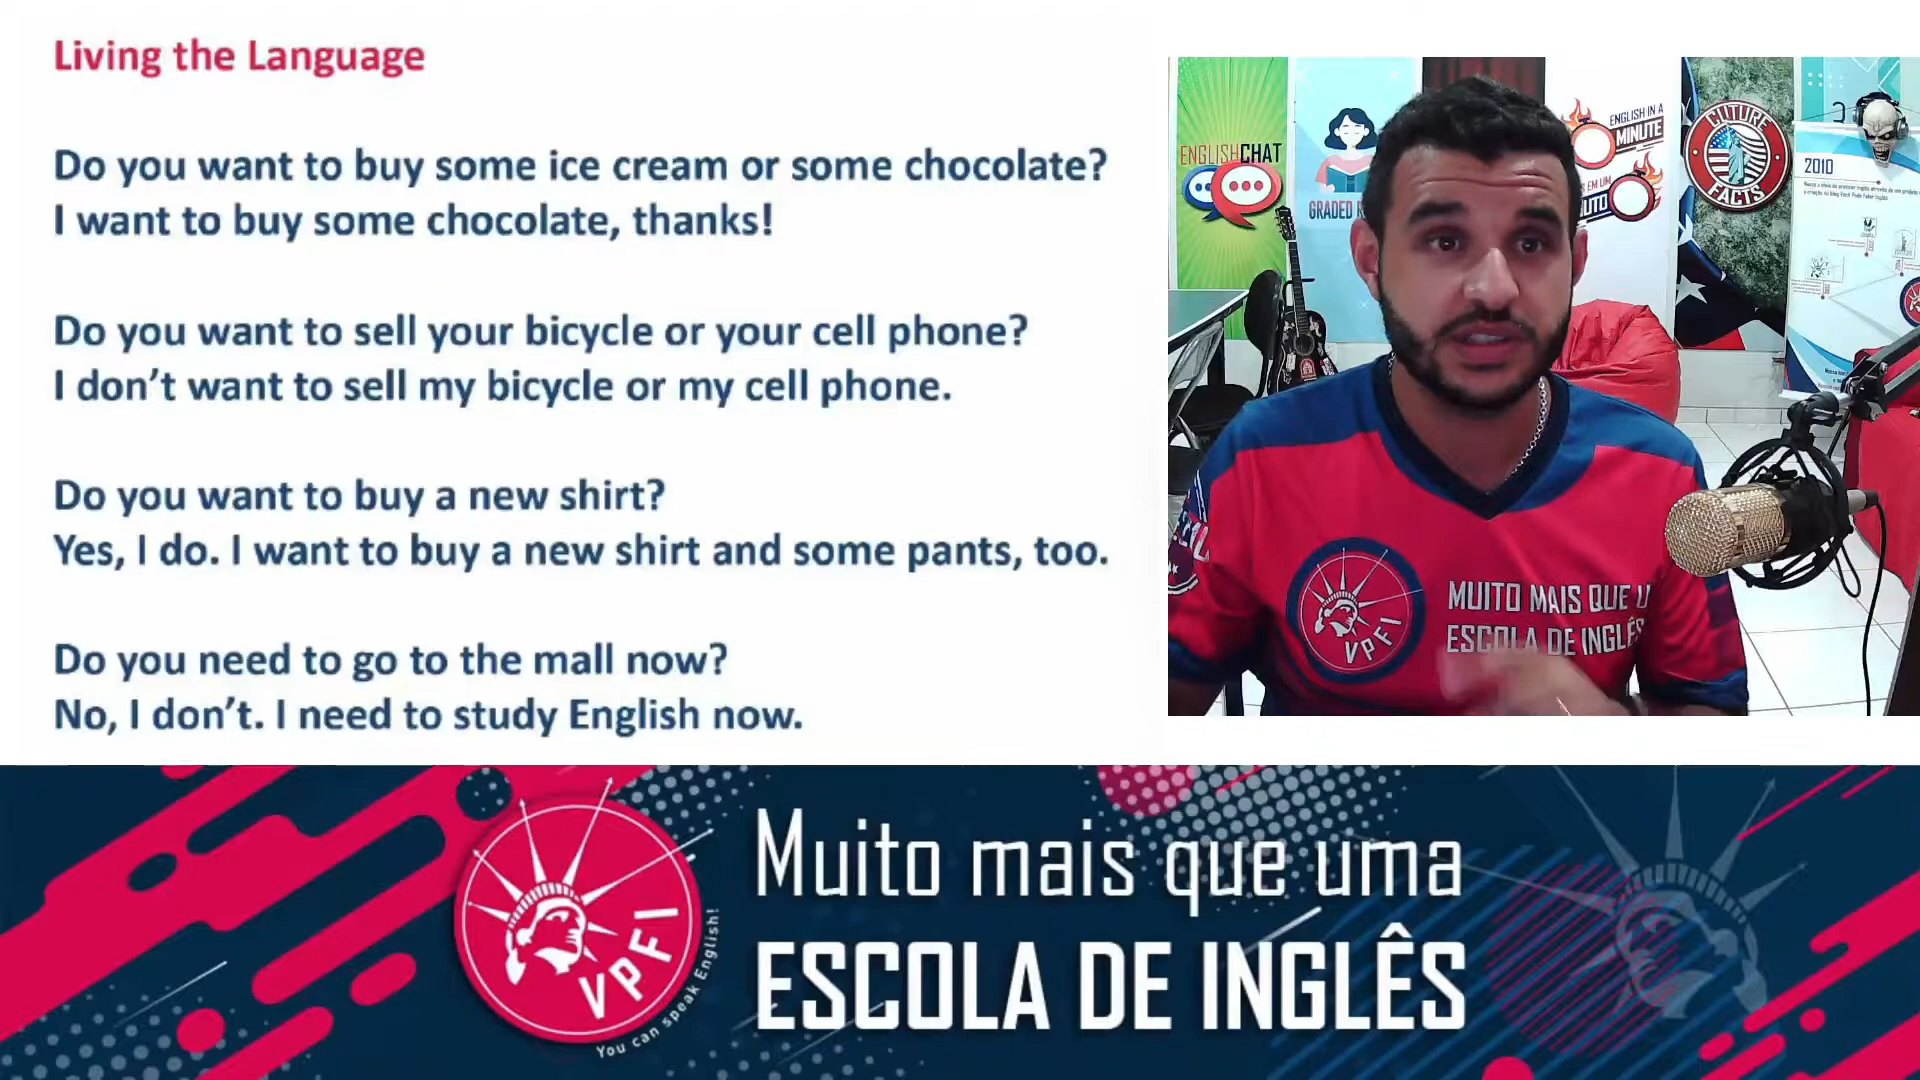 Living the Language
Do you want to buy some ice cream or some chocolate?
I want to buy some chocolate, thanks!
Do you want to sell your bicycle or your cell phone?
I don't want to sell my bicycle or my cell phone.
Do you want to buy a new shirt?
Yes, I do. I want to buy a new shirt and some pants, too.
Do you need to go to the mall now?
No, I don't. I need to study English now.
ENGLISH CHAT
GRADED
ENGLISH IN A
MINUTE
EM UM
CUTURE
FACTS
2010
MUITO MAIS QUE
ESCOLA DE INGLÊS
VPFI
VPFI
You can speak English!
Muito mais que uma
ESCOLA DE INGLÊS